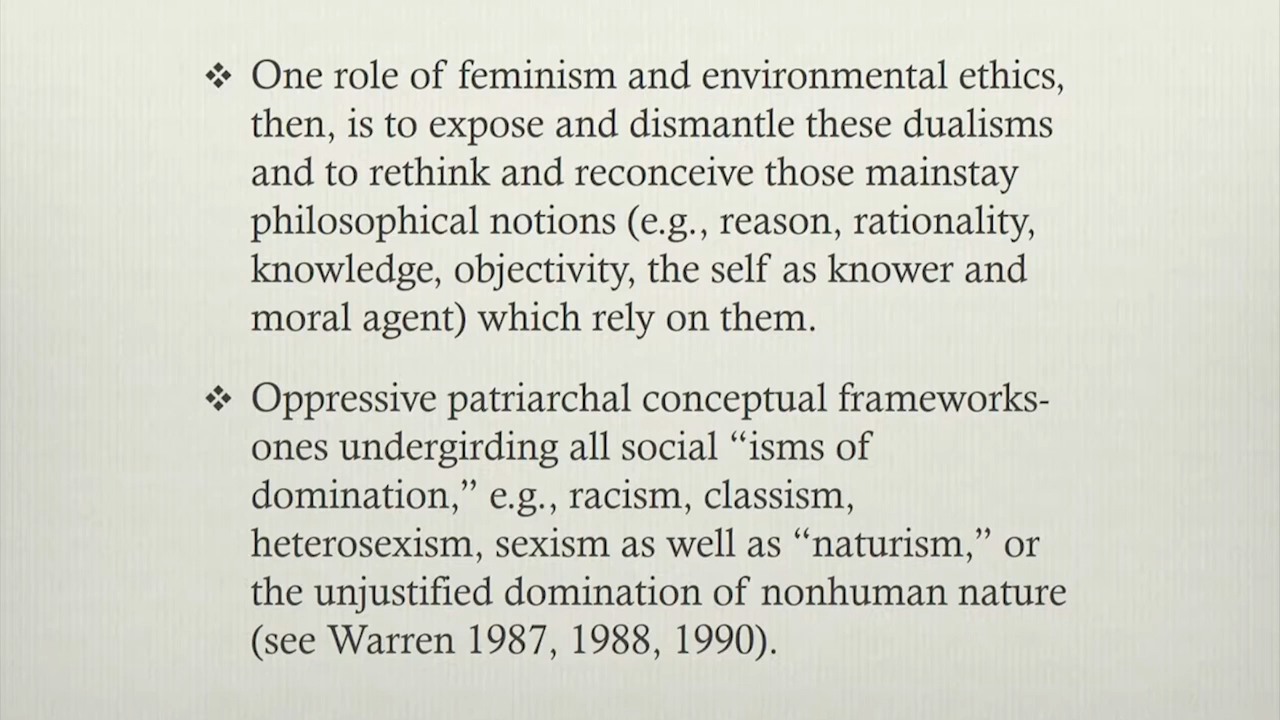 ❖ One role of feminism and environmental ethics,
then, is to expose and dismantle these dualisms
and to rethink and reconceive those mainstay
philosophical notions (e.g., reason, rationality,
knowledge, objectivity, the self as knower and
moral agent) which rely on them.
❖ Oppressive patriarchal conceptual frameworks-
ones undergirding all social “isms of
domination,” e.g., racism, classism,
heterosexism, sexism as well as “naturism,” or
the unjustified domination of nonhuman nature
(see Warren 1987, 1988, 1990).